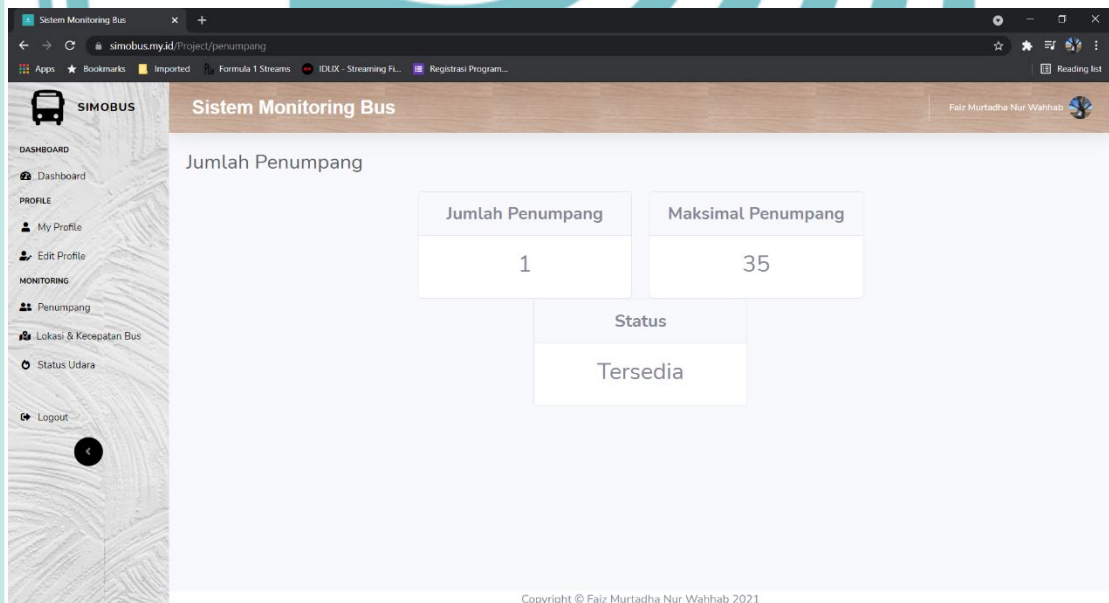 Sistem Monitoring Bus
simobus.my.id/Project/penumpang
Apps Bookmarks Imported Formula 1 Streams IDLIX - Streaming Fi... Registrasi Program... Reading list
SIMOBUS
Sistem Monitoring Bus
Faiz Murtadha Nur Wahhab
DASHBOARD
Dashboard
PROFILE
My Profile
Edit Profile
MONITORING
Penumpang
Lokasi & Kecepatan Bus
Status Udara
Logout
Jumlah Penumpang
Jumlah Penumpang
1
Maksimal Penumpang
35
Status
Tersedia
Copyright © Faiz Murtadha Nur Wahhab 2021